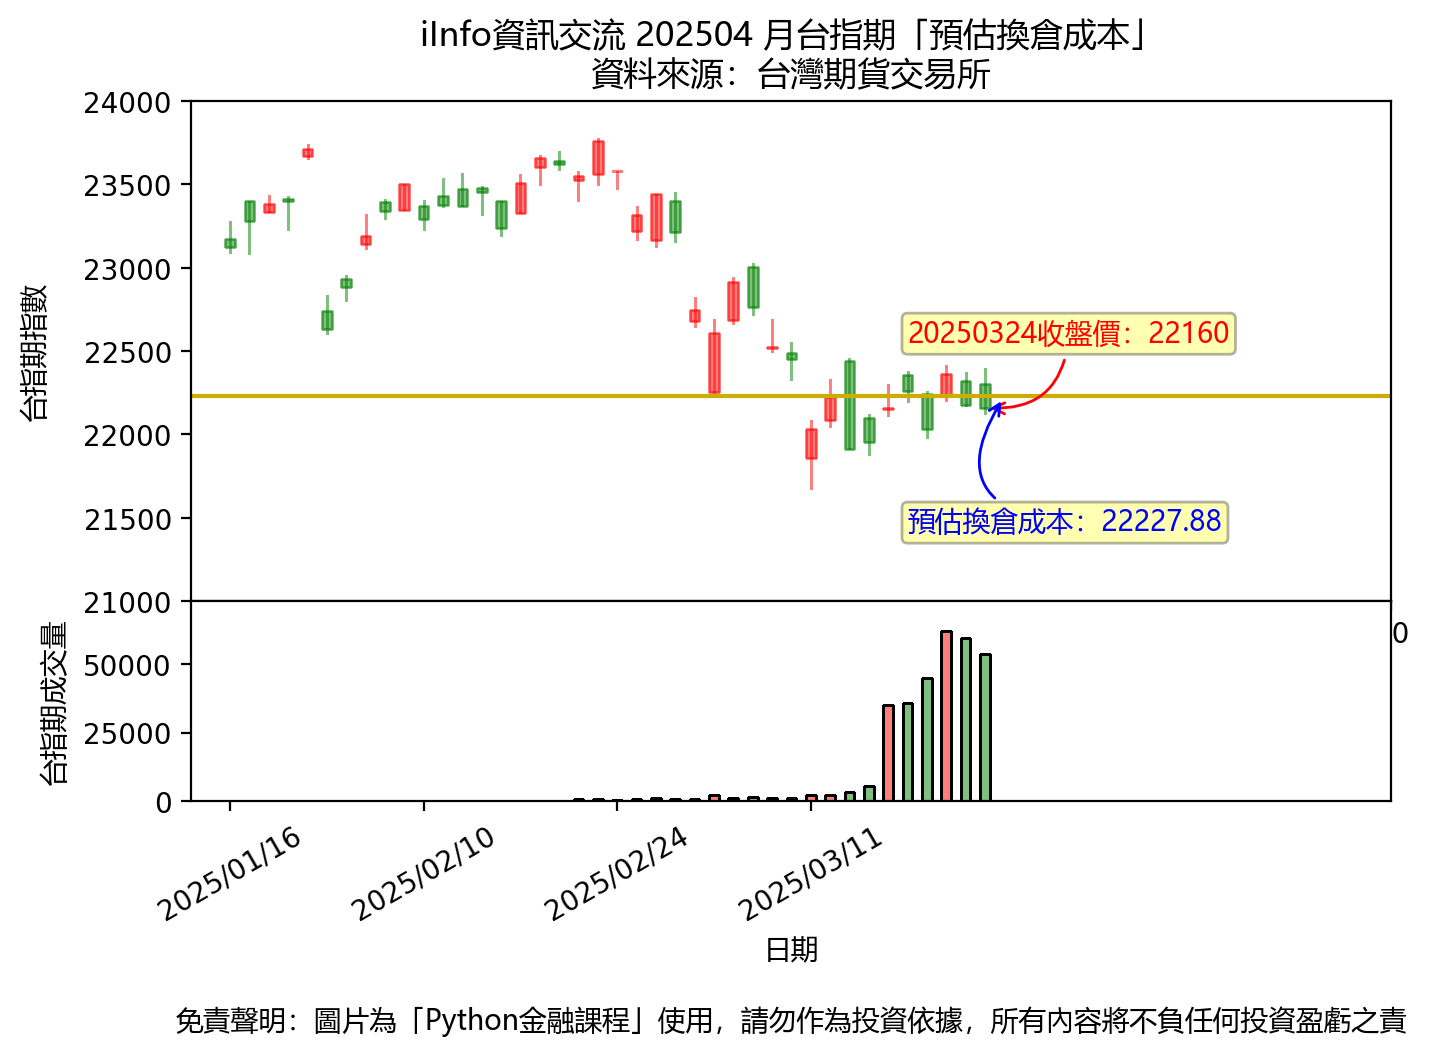 iInfo資訊交流 202504 月台指期「預估換倉成本」
資料來源：台灣期貨交易所
台指期指數
24000
23500
23000
22500
22000
21500
21000
20250324收盤價：22160
預估換倉成本：22227.88
台指期成交量
50000
25000
0
0
2025/01/16
2025/02/10
2025/02/24
2025/03/11
日期
免責聲明：圖片為「Python金融課程」使用，請勿作為投資依據，所有內容將不負任何投資盈虧之責